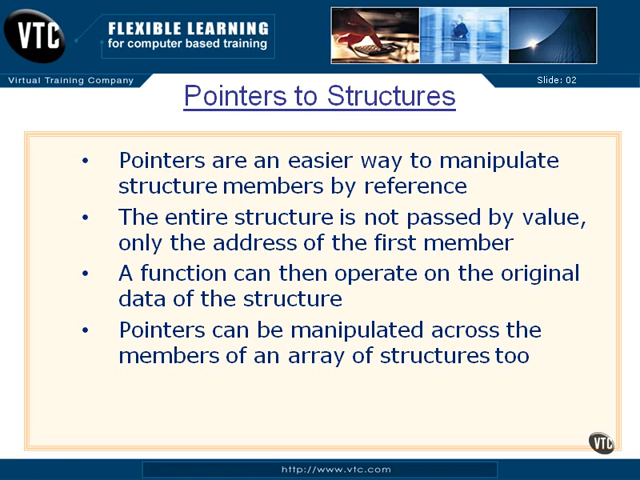 VTC
FLEXIBLE LEARNING
for computer based training
Virtual Training Company
Slide: 02
Pointers to Structures
• Pointers are an easier way to manipulate
structure members by reference
• The entire structure is not passed by value,
only the address of the first member
• A function can then operate on the original
data of the structure
• Pointers can be manipulated across the
members of an array of structures too
VTC
http://www.vtc.com